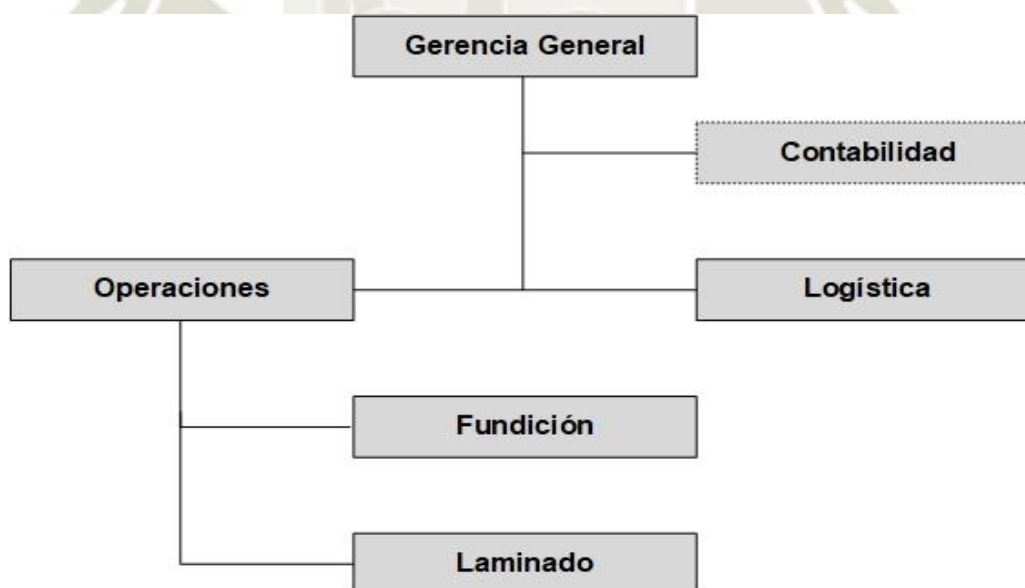 Gerencia General
Contabilidad
Operaciones
Logística
Fundición
Laminado